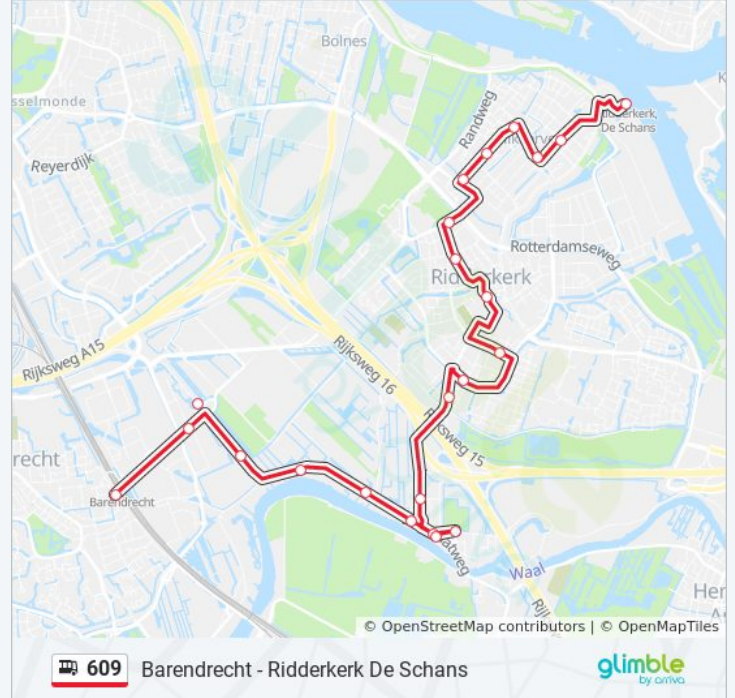 Bolnes
sselmonde
K
Randweg
Ridderkerk,
De Schans
Reyerdijk
Rotterdamseweg
Ridderkerk
Rijksweg A15
Rijksweg 16
Rijksweg 15
recht
Barendrecht
Waal
Her
© OpenStreetMap contributors | © OpenMapTiles
609 Barendrecht - Ridderkerk De Schans
glimble
by arriva